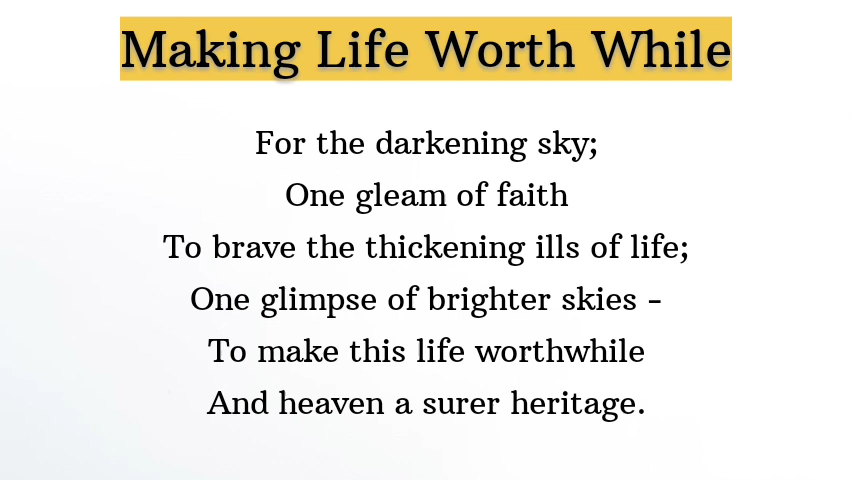 Making Life Worth While
For the darkening sky;
One gleam of faith
To brave the thickening ills of life;
One glimpse of brighter skies -
To make this life worthwhile
And heaven a surer heritage.